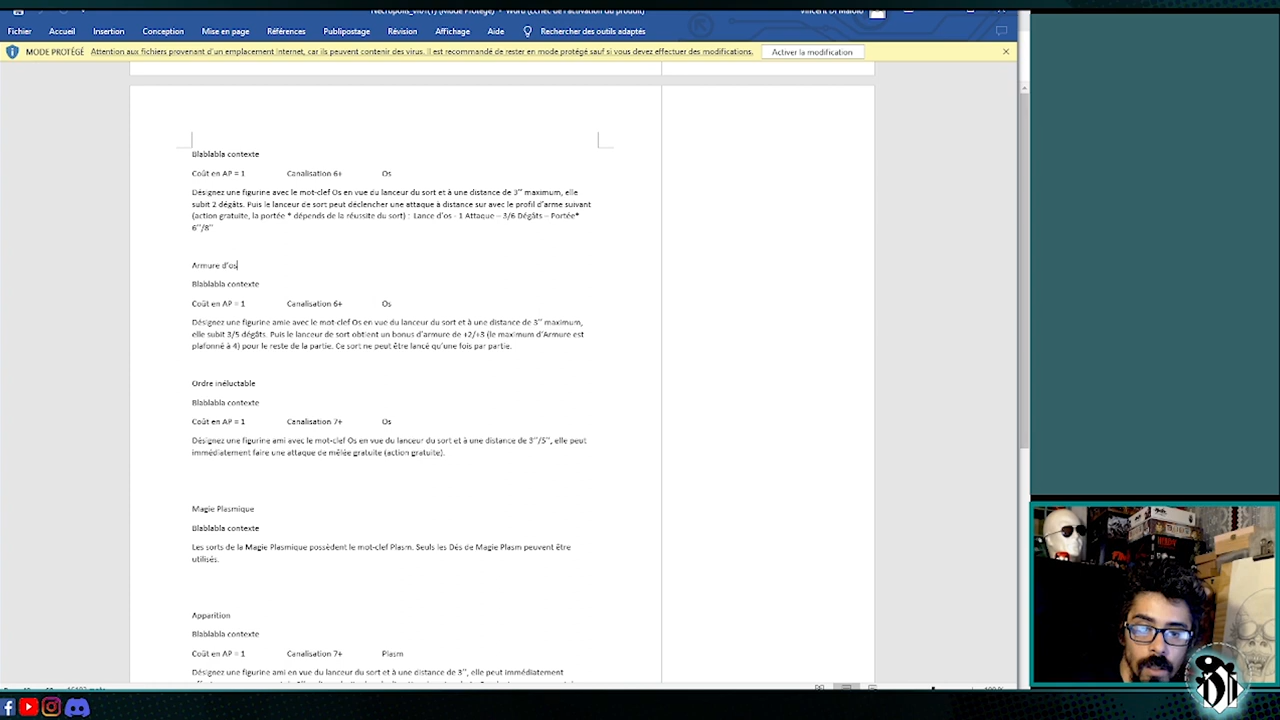 Necropolis_v101(1) (Mode Protégé) - Word (Échec de l'activation du produit)
Vincent Di Maiolo
Fichier Accueil Insertion Conception Mise en page Références Publipostage Révision Affichage Aide Rechercher des outils adaptés
MODE PROTÉGÉ Attention aux fichiers provenant d'un emplacement Internet, car ils peuvent contenir des virus. Il est recommandé de rester en mode protégé sauf si vous devez effectuer des modifications. Activer la modification
Blablabla contexte
Coût en AP = 1 Canalisation 6+ Os
Désignez une figurine avec le mot-clef Os en vue du lanceur du sort et à une distance de 3'' maximum, elle
subit 2 dégâts. Puis le lanceur de sort peut déclencher une attaque à distance sur avec le profil d'arme suivant
(action gratuite, la portée * dépends de la réussite du sort) : Lance d'os - 1 Attaque – 3/6 Dégâts – Portée*
6''/8''
Armure d'os
Blablabla contexte
Coût en AP = 1 Canalisation 6+ Os
Désignez une figurine amie avec le mot-clef Os en vue du lanceur du sort et à une distance de 3'' maximum,
elle subit 3/5 dégâts. Puis le lanceur de sort obtient un bonus d'armure de +2/+3 (le maximum d'Armure est
plafonné à 4) pour le reste de la partie. Ce sort ne peut être lancé qu'une fois par partie.
Ordre inéluctable
Blablabla contexte
Coût en AP = 1 Canalisation 7+ Os
Désignez une figurine ami avec le mot-clef Os en vue du lanceur du sort et à une distance de 3''/5'', elle peut
immédiatement faire une attaque de mêlée gratuite (action gratuite).
Magie Plasmique
Blablabla contexte
Les sorts de la Magie Plasmique possèdent le mot-clef Plasm. Seuls les Dés de Magie Plasm peuvent être
utilisés.
Apparition
Blablabla contexte
Coût en AP = 1 Canalisation 7+ Plasm
Désignez une figurine ami en vue du lanceur du sort et à une distance de 3'', elle peut immédiatement